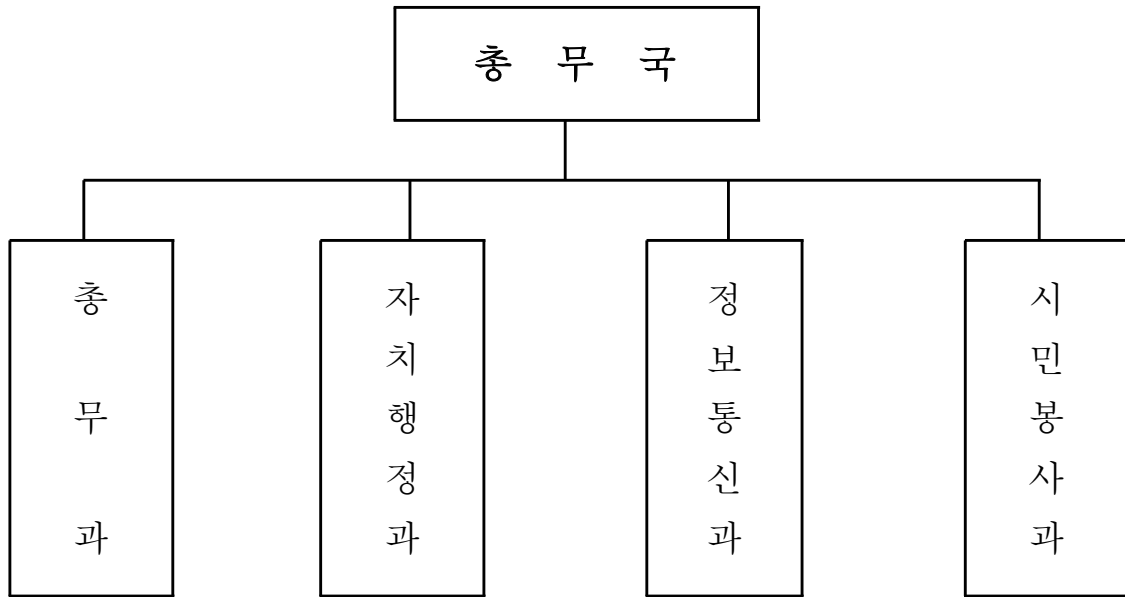 총 무 국
총 무 과
자치행정과
정보통신과
시민봉사과